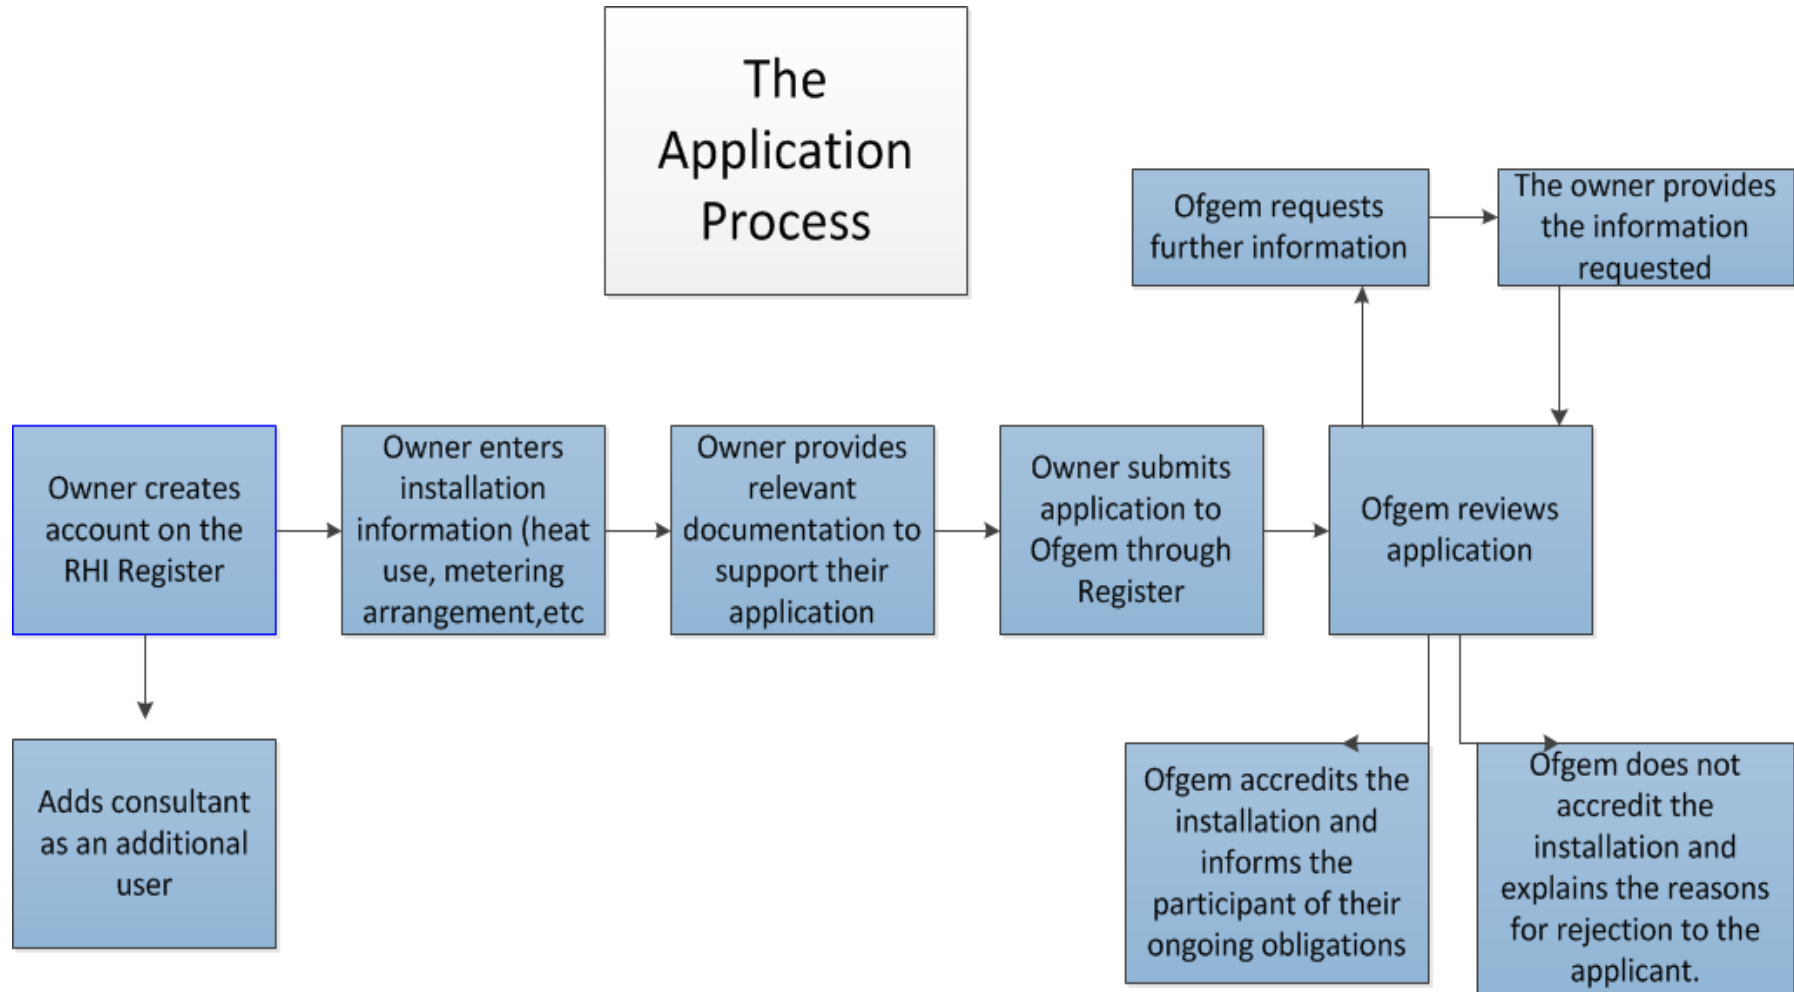 The
Application
Process
Ofgem requests
further information
The owner provides
the information
requested
Owner creates
account on the
RHI Register
Owner enters
installation
information (heat
use, metering
arrangement,etc
Owner provides
relevant
documentation to
support their
application
Owner submits
application to
Ofgem through
Register
Ofgem reviews
application
Adds consultant
as an additional
user
Ofgem accredits the
installation and
informs the
participant of their
ongoing obligations
Ofgem does not
accredit the
installation and
explains the reasons
for rejection to the
applicant.